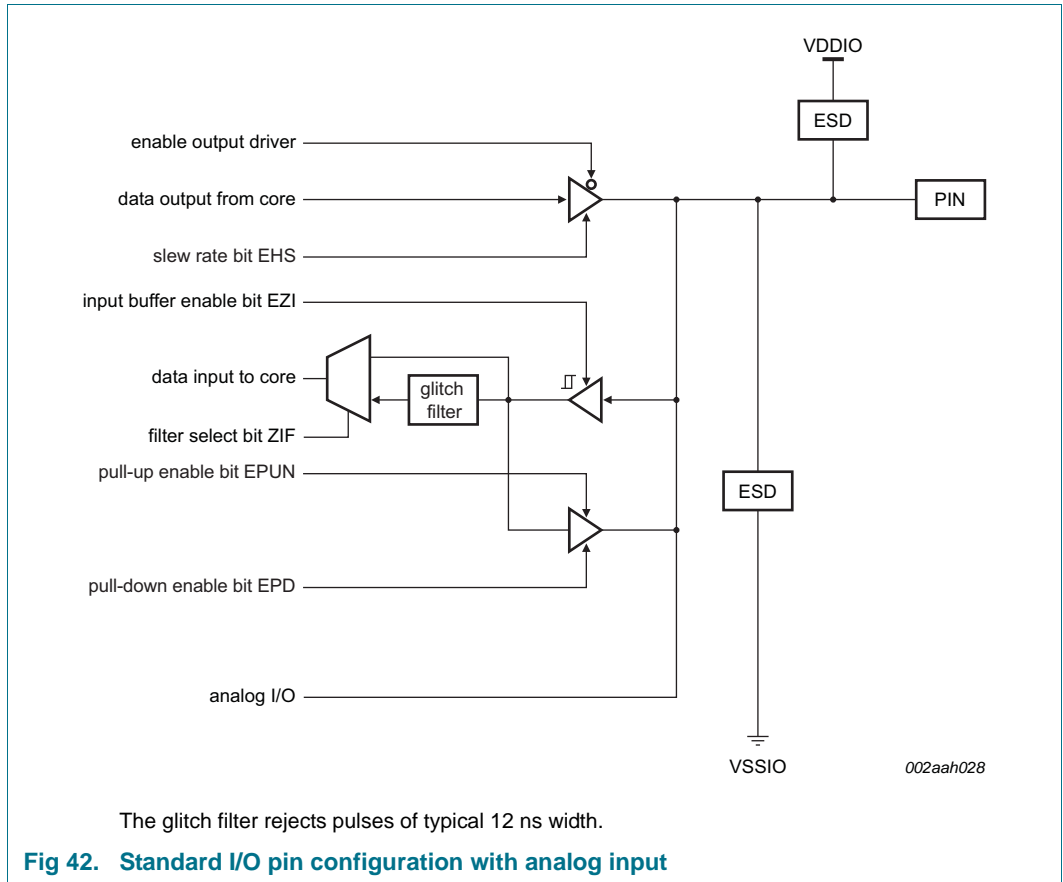 VDDIO
ESD
enable output driver
data output from core
PIN
slew rate bit EHS
input buffer enable bit EZI
data input to core
glitch
filter
filter select bit ZIF
pull-up enable bit EPUN
ESD
pull-down enable bit EPD
analog I/O
VSSIO
002aah028
The glitch filter rejects pulses of typical 12 ns width.
Fig 42. Standard I/O pin configuration with analog input